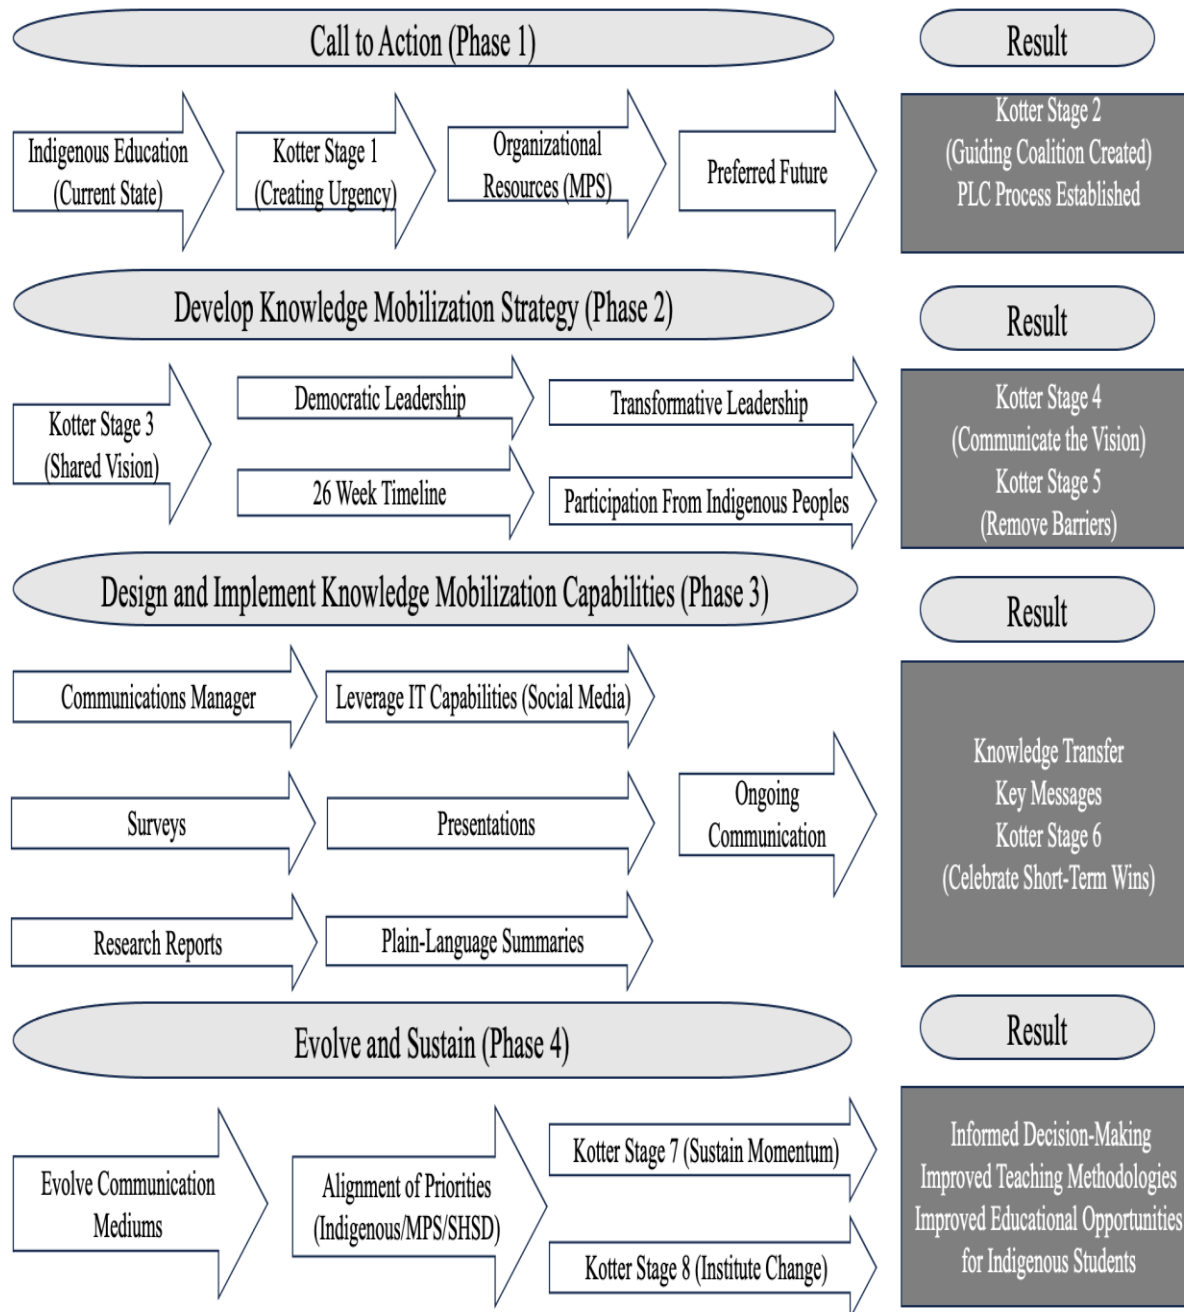 Call to Action (Phase 1)
Result
Indigenous Education
(Current State)
Kotter Stage 1
(Creating Urgency)
Organizational
Resources (MPS)
Preferred Future
Kotter Stage 2
(Guiding Coalition Created)
PLC Process Established
Develop Knowledge Mobilization Strategy (Phase 2)
Result
Kotter Stage 3
(Shared Vision)
Democratic Leadership
Transformative Leadership
26 Week Timeline
Participation From Indigenous Peoples
Kotter Stage 4
(Communicate the Vision)
Kotter Stage 5
(Remove Barriers)
Design and Implement Knowledge Mobilization Capabilities (Phase 3)
Result
Communications Manager
Leverage IT Capabilities (Social Media)
Surveys
Presentations
Research Reports
Plain-Language Summaries
Ongoing
Communication
Knowledge Transfer
Key Messages
Kotter Stage 6
(Celebrate Short-Term Wins)
Evolve and Sustain (Phase 4)
Result
Evolve Communication
Mediums
Alignment of Priorities
(Indigenous/MPS/SHSD)
Kotter Stage 7 (Sustain Momentum)
Kotter Stage 8 (Institute Change)
Informed Decision-Making
Improved Teaching Methodologies
Improved Educational Opportunities
for Indigenous Students